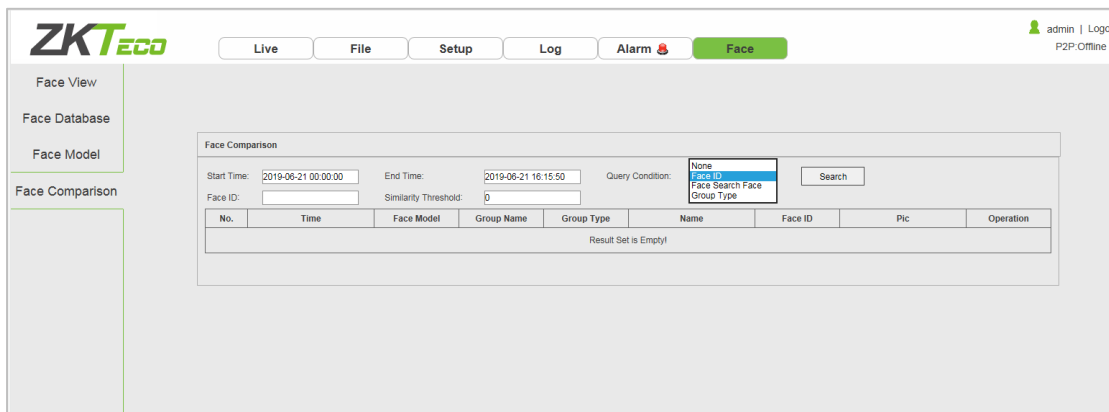 ZKTeco
admin | Logo
P2P:Offline
Live File Setup Log Alarm Face
Face View
Face Database
Face Model
Face Comparison
Face Comparison
Start Time: 2019-06-21 00:00:00 End Time: 2019-06-21 16:15:50 Query Condition: None
Face ID
Face Search Face
Group Type
Search
Face ID: Similarity Threshold: 0
No. Time Face Model Group Name Group Type Name Face ID Pic Operation
Result Set is Empty!